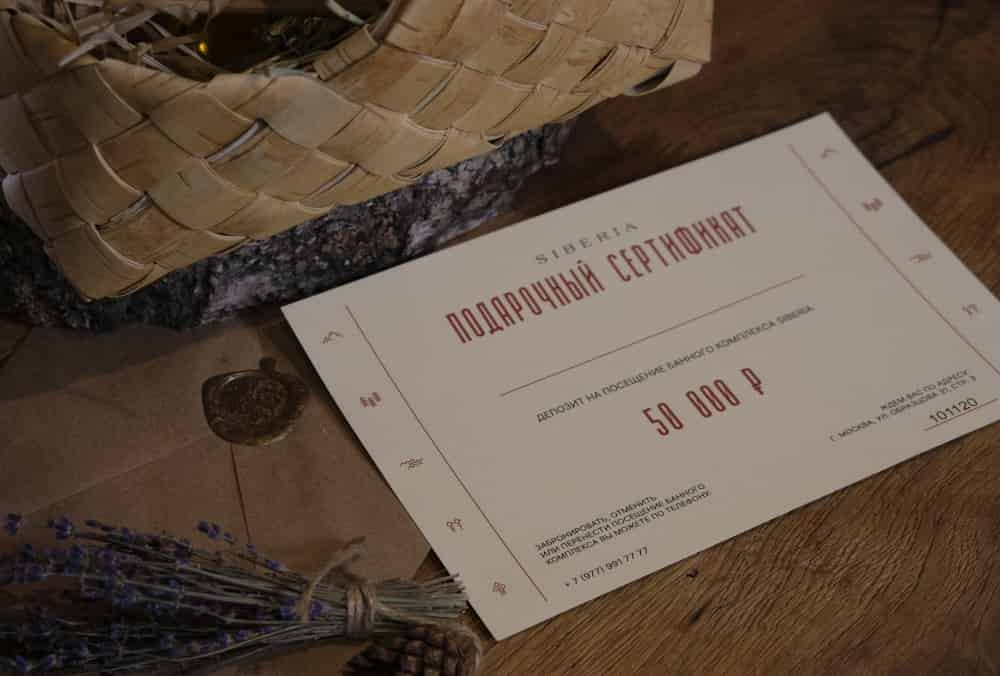 SIBERIA
ПОДАРОЧНЫЙ СЕРТИФИКАТ
ДЕПОЗИТ НА ПОСЕЩЕНИЕ БАННОГО КОМПЛЕКСА SIBERIA
50 000 ₽
ЗАБРОНИРОВАТЬ, ОТМЕНИТЬ
ИЛИ ПЕРЕНЕСТИ ПОСЕЩЕНИЕ БАННОГО
КОМПЛЕКСА ВЫ МОЖЕТЕ ПО ТЕЛЕФОНУ:
+ 7 (977) 991 77 77
ЖДЕМ ВАС ПО АДРЕСУ:
Г. МОСКВА, УЛ. ОБРАЗЦОВА 21, СТР. 9
101120